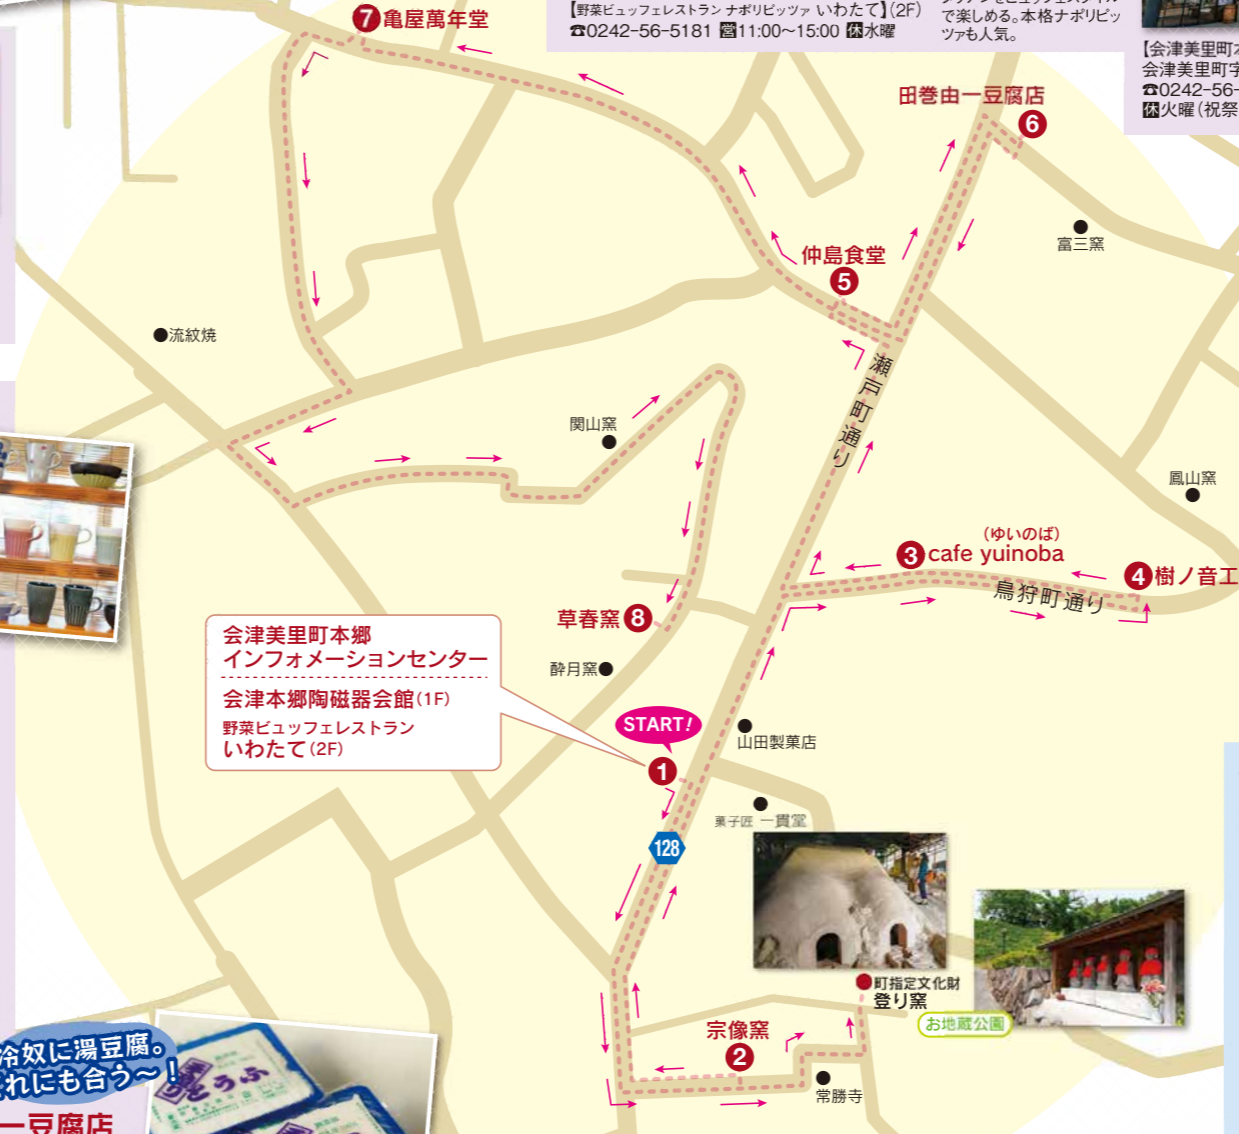 【野菜ビュッフェレストラン ナポリピッツァ いわたて】(2F)
☎0242-56-5181 営11:00～15:00 休水曜
で楽しめる。本格ナポリピッ
ツァも人気。
【会津美里町本
会津美里町字
☎0242-56-
休火曜(祝祭
7 亀屋萬年堂
田巻由一豆腐店
6
富三窯
仲島食堂
5
流紋焼
瀬戸町通り
関山窯
鳳山窯
(ゆいのば)
3 cafe yuinoba
4 樹ノ音工
鳥狩町通り
草春窯 8
酔月窯
会津美里町本郷
インフォメーションセンター
会津本郷陶磁器会館(1F)
野菜ビュッフェレストラン
いわたて(2F)
START!
1
山田製菓店
菓子匠 一貫堂
128
町指定文化財
登り窯
お地蔵公園
宗像窯
2
常勝寺
冷奴に湯豆腐。
れにも合う～!
とうふ
一豆腐店